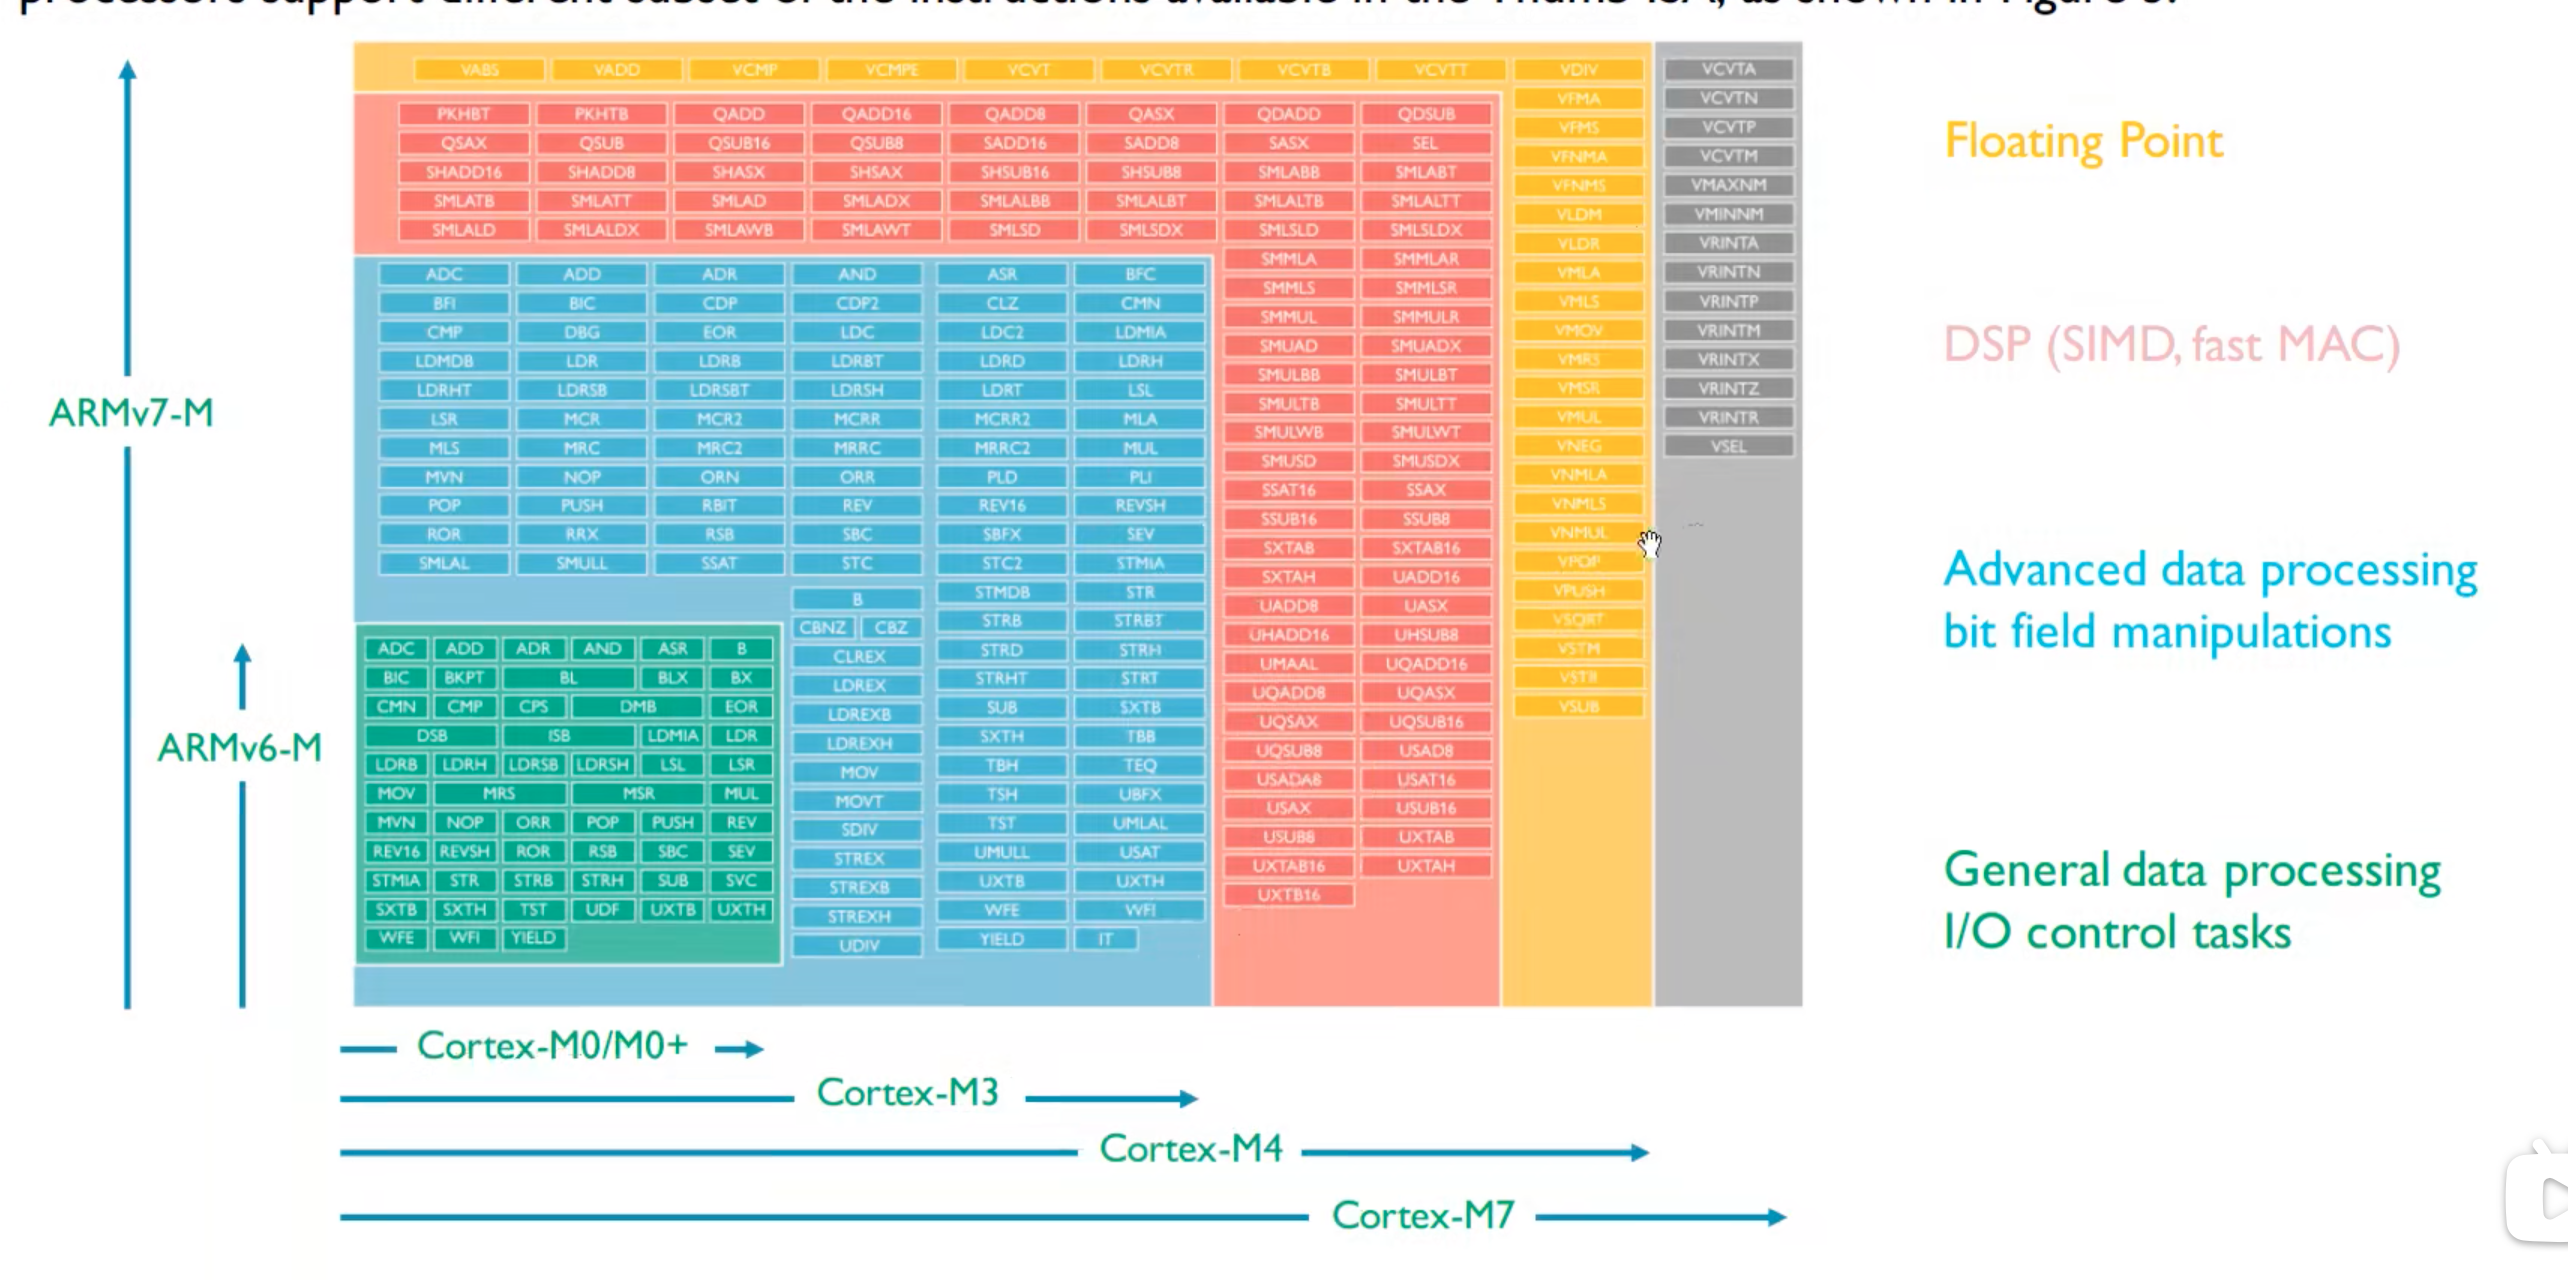 processors support different subset of the instructions available in the Thumb ISA, as shown in Figure
VABS VADD VCMP VCMPE VCVT VCVTR VCVTB VCVTT VDIV
VFMA
VFMS
VFNMA
VFNMS
VLDM
VLDR
VMLA
VMLS
VMOV
VMRS
VMSR
VMUL
VNEG
VNMLA
VNMLS
VNMUL
VPOP
VPUSH
VSQRT
VSTM
VSTR
VSUB
VCVTA
VCVTN
VCVTP
VCVTM
VMAXNM
VMINNM
VRINTA
VRINTN
VRINTP
VRINTM
VRINTX
VRINTZ
VRINTR
VSEL
PKHBT PKHTB QADD QADD16 QADD8 QASX QDADD QDSUB
QSAX QSUB QSUB16 QSUB8 SADD16 SADD8 SASX SEL
SHADD16 SHADD8 SHASX SHSAX SHSUB16 SHSUB8 SMLABB SMLABT
SMLATB SMLATT SMLAD SMLADX SMLALBB SMLALBT SMLALTB SMLALTT
SMLALD SMLALDX SMLAWB SMLAWT SMLSD SMLSDX SMLSLD SMLSLDX
SMMLA SMMLAR
SMMLS SMMLSR
SMMUL SMMULR
SMUAD SMUADX
SMULBB SMULBT
SMULTB SMULTT
SMULWB SMULWT
SMUSD SMUSDX
SSAT16 SSAX
SSUB16 SSUB8
SXTAB SXTAB16
SXTAH UADD16
UADD8 UASX
UHADD16 UHSUB8
UMAAL UQADD16
UQADD8 UQASX
UQSAX UQSUB16
UQSUB8 USAD8
USADA8 USAT16
USAX USUB16
USUB8 UXTAB
UXTAB16 UXTAH
UXTB16
ADC ADD ADR AND ASR BFC
BFI BIC CDP CDP2 CLZ CMN
CMP DBG EOR LDC LDC2 LDMIA
LDMDB LDR LDRB LDRBT LDRD LDRH
LDRHT LDRSB LDRSBT LDRSH LDRT LSL
LSR MCR MCR2 MCRR MCRR2 MLA
MLS MRC MRC2 MRRC MRRC2 MUL
MVN NOP ORN ORR PLD PLI
POP PUSH RBIT REV REV16 REVSH
ROR RRX RSB SBC SBFX SEV
SMLAL SMULL SSAT STC STC2 STMIA
B
CBNZ CBZ
CLREX
LDREX
LDREXB
LDREXH
MOV
MOVT
SDIV
STREX
STREXB
STREXH
UDIV
STMDB STR
STRB STRBT
STRD STRH
STRHT STRT
SUB SXTB
SXTH TBB
TBH TEQ
TSH UBFX
TST UMLAL
UMULL USAT
UXTB UXTH
WFE WFI
YIELD IT
ADC ADD ADR AND ASR B
BIC BKPT BL BLX BX
CMN CMP CPS DMB EOR
DSB ISB LDMIA LDR
LDRB LDRH LDRSB LDRSH LSL LSR
MOV MRS MSR MUL
MVN NOP ORR POP PUSH REV
REV16 REVSH ROR RSB SBC SEV
STMIA STR STRB STRH SUB SVC
SXTB SXTH TST UDF UXTB UXTH
WFE WFI YIELD
ARMv7-M
ARMv6-M
Floating Point
DSP (SIMD, fast MAC)
Advanced data processing
bit field manipulations
General data processing
I/O control tasks
Cortex-M0/M0+
Cortex-M3
Cortex-M4
Cortex-M7